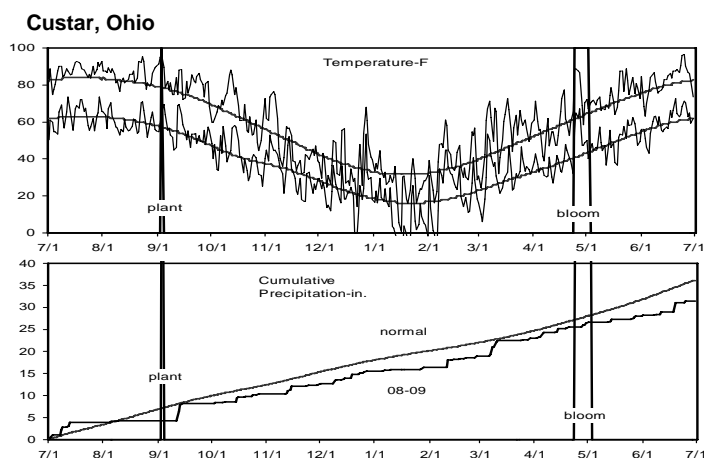 Custar, Ohio
100
Temperature-F
80
60
40
20
plant
bloom
0
7/1 8/1 9/1 10/1 11/1 12/1 1/1 2/1 3/1 4/1 5/1 6/1 7/1
40
Cumulative
Precipitation-in.
35
30
normal
25
20
15
plant
08-09
10
5
bloom
0
7/1 8/1 9/1 10/1 11/1 12/1 1/1 2/1 3/1 4/1 5/1 6/1 7/1